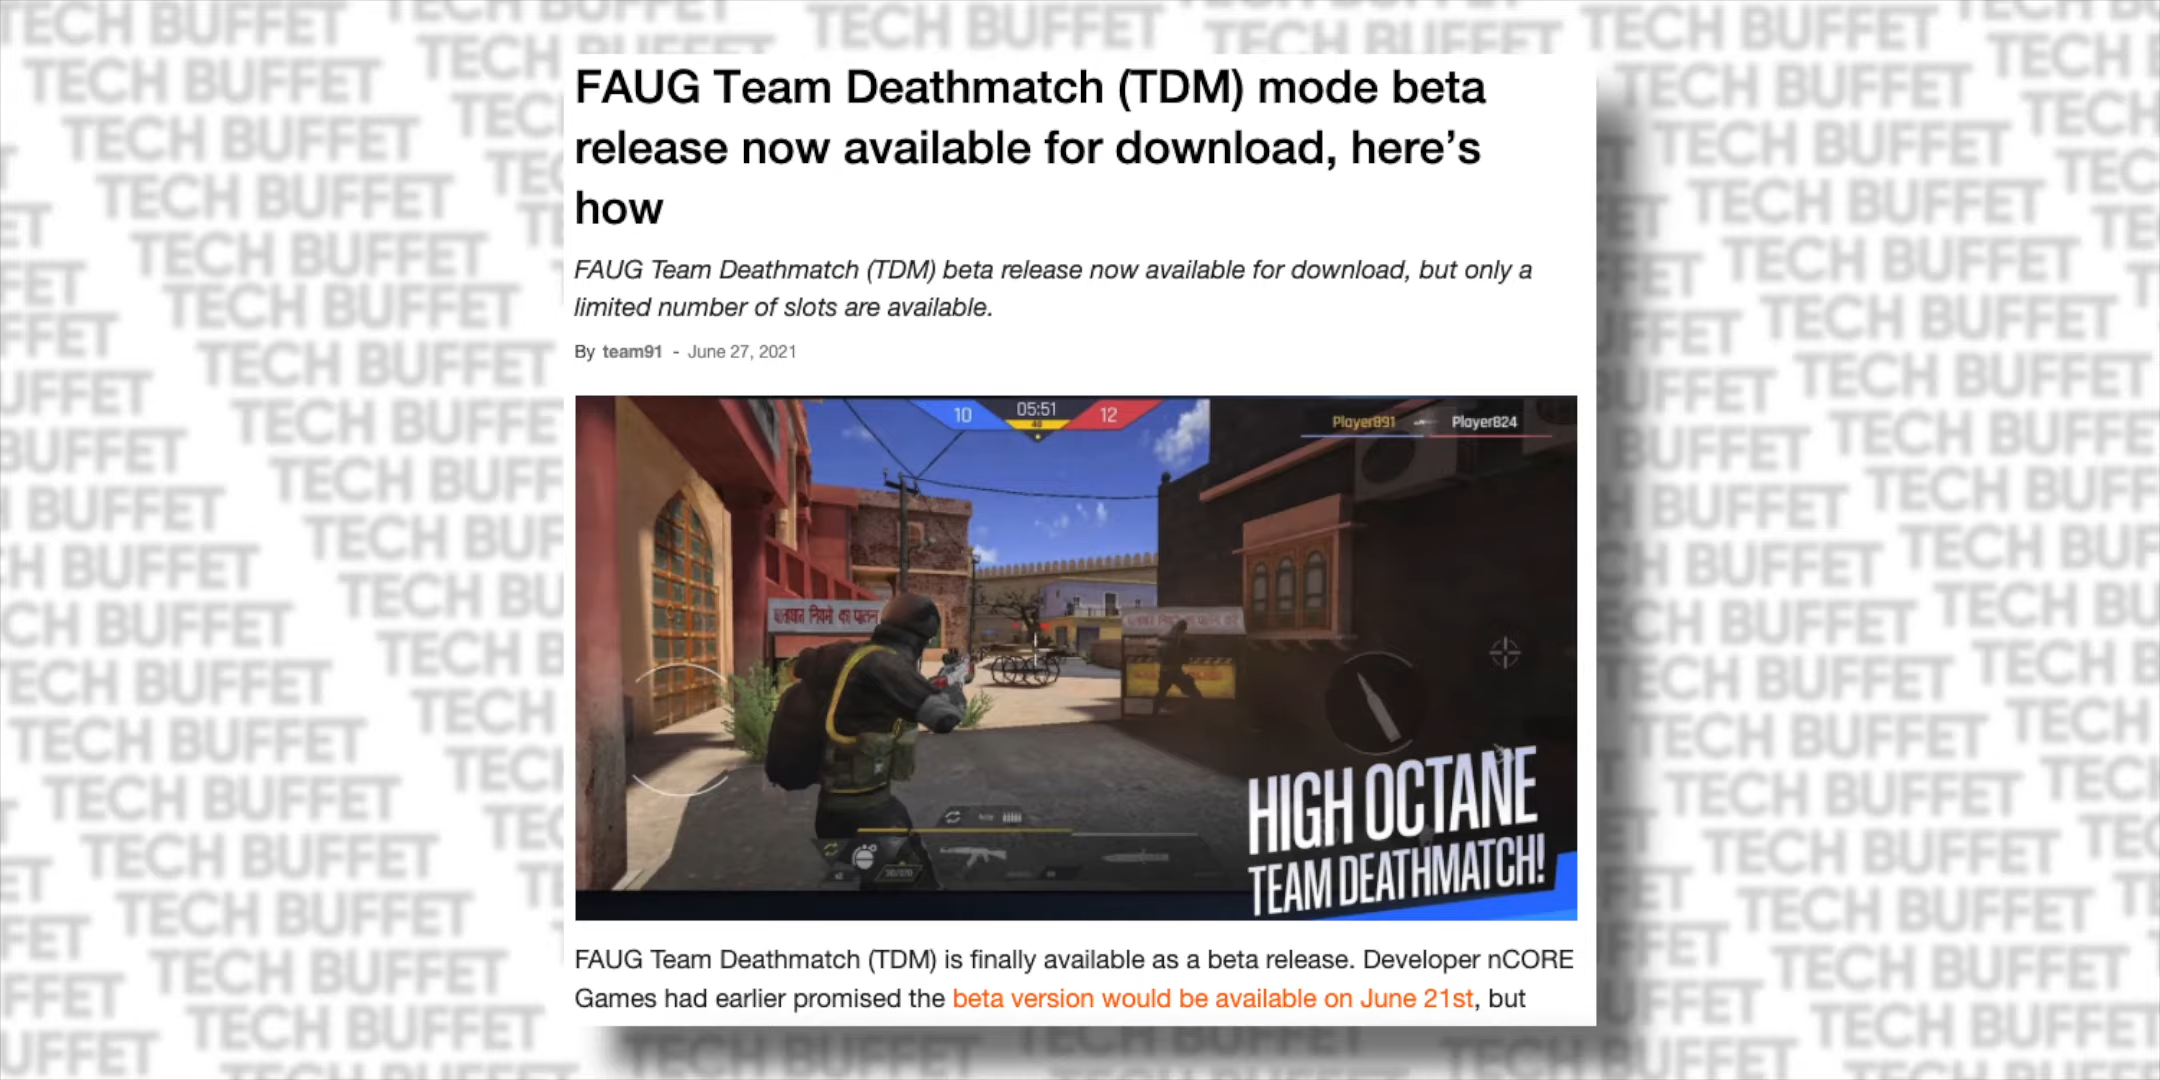 TECH BUFFET
FAUG Team Deathmatch (TDM) mode beta
release now available for download, here’s
how
FAUG Team Deathmatch (TDM) beta release now available for download, but only a
limited number of slots are available.
By team91 - June 27, 2021
10 05:51 12
40
Player891 Player824
यातायात नियमों का पालन
HIGH OCTANE
TEAM DEATHMATCH!
FAUG Team Deathmatch (TDM) is finally available as a beta release. Developer nCORE
Games had earlier promised the beta version would be available on June 21st, but